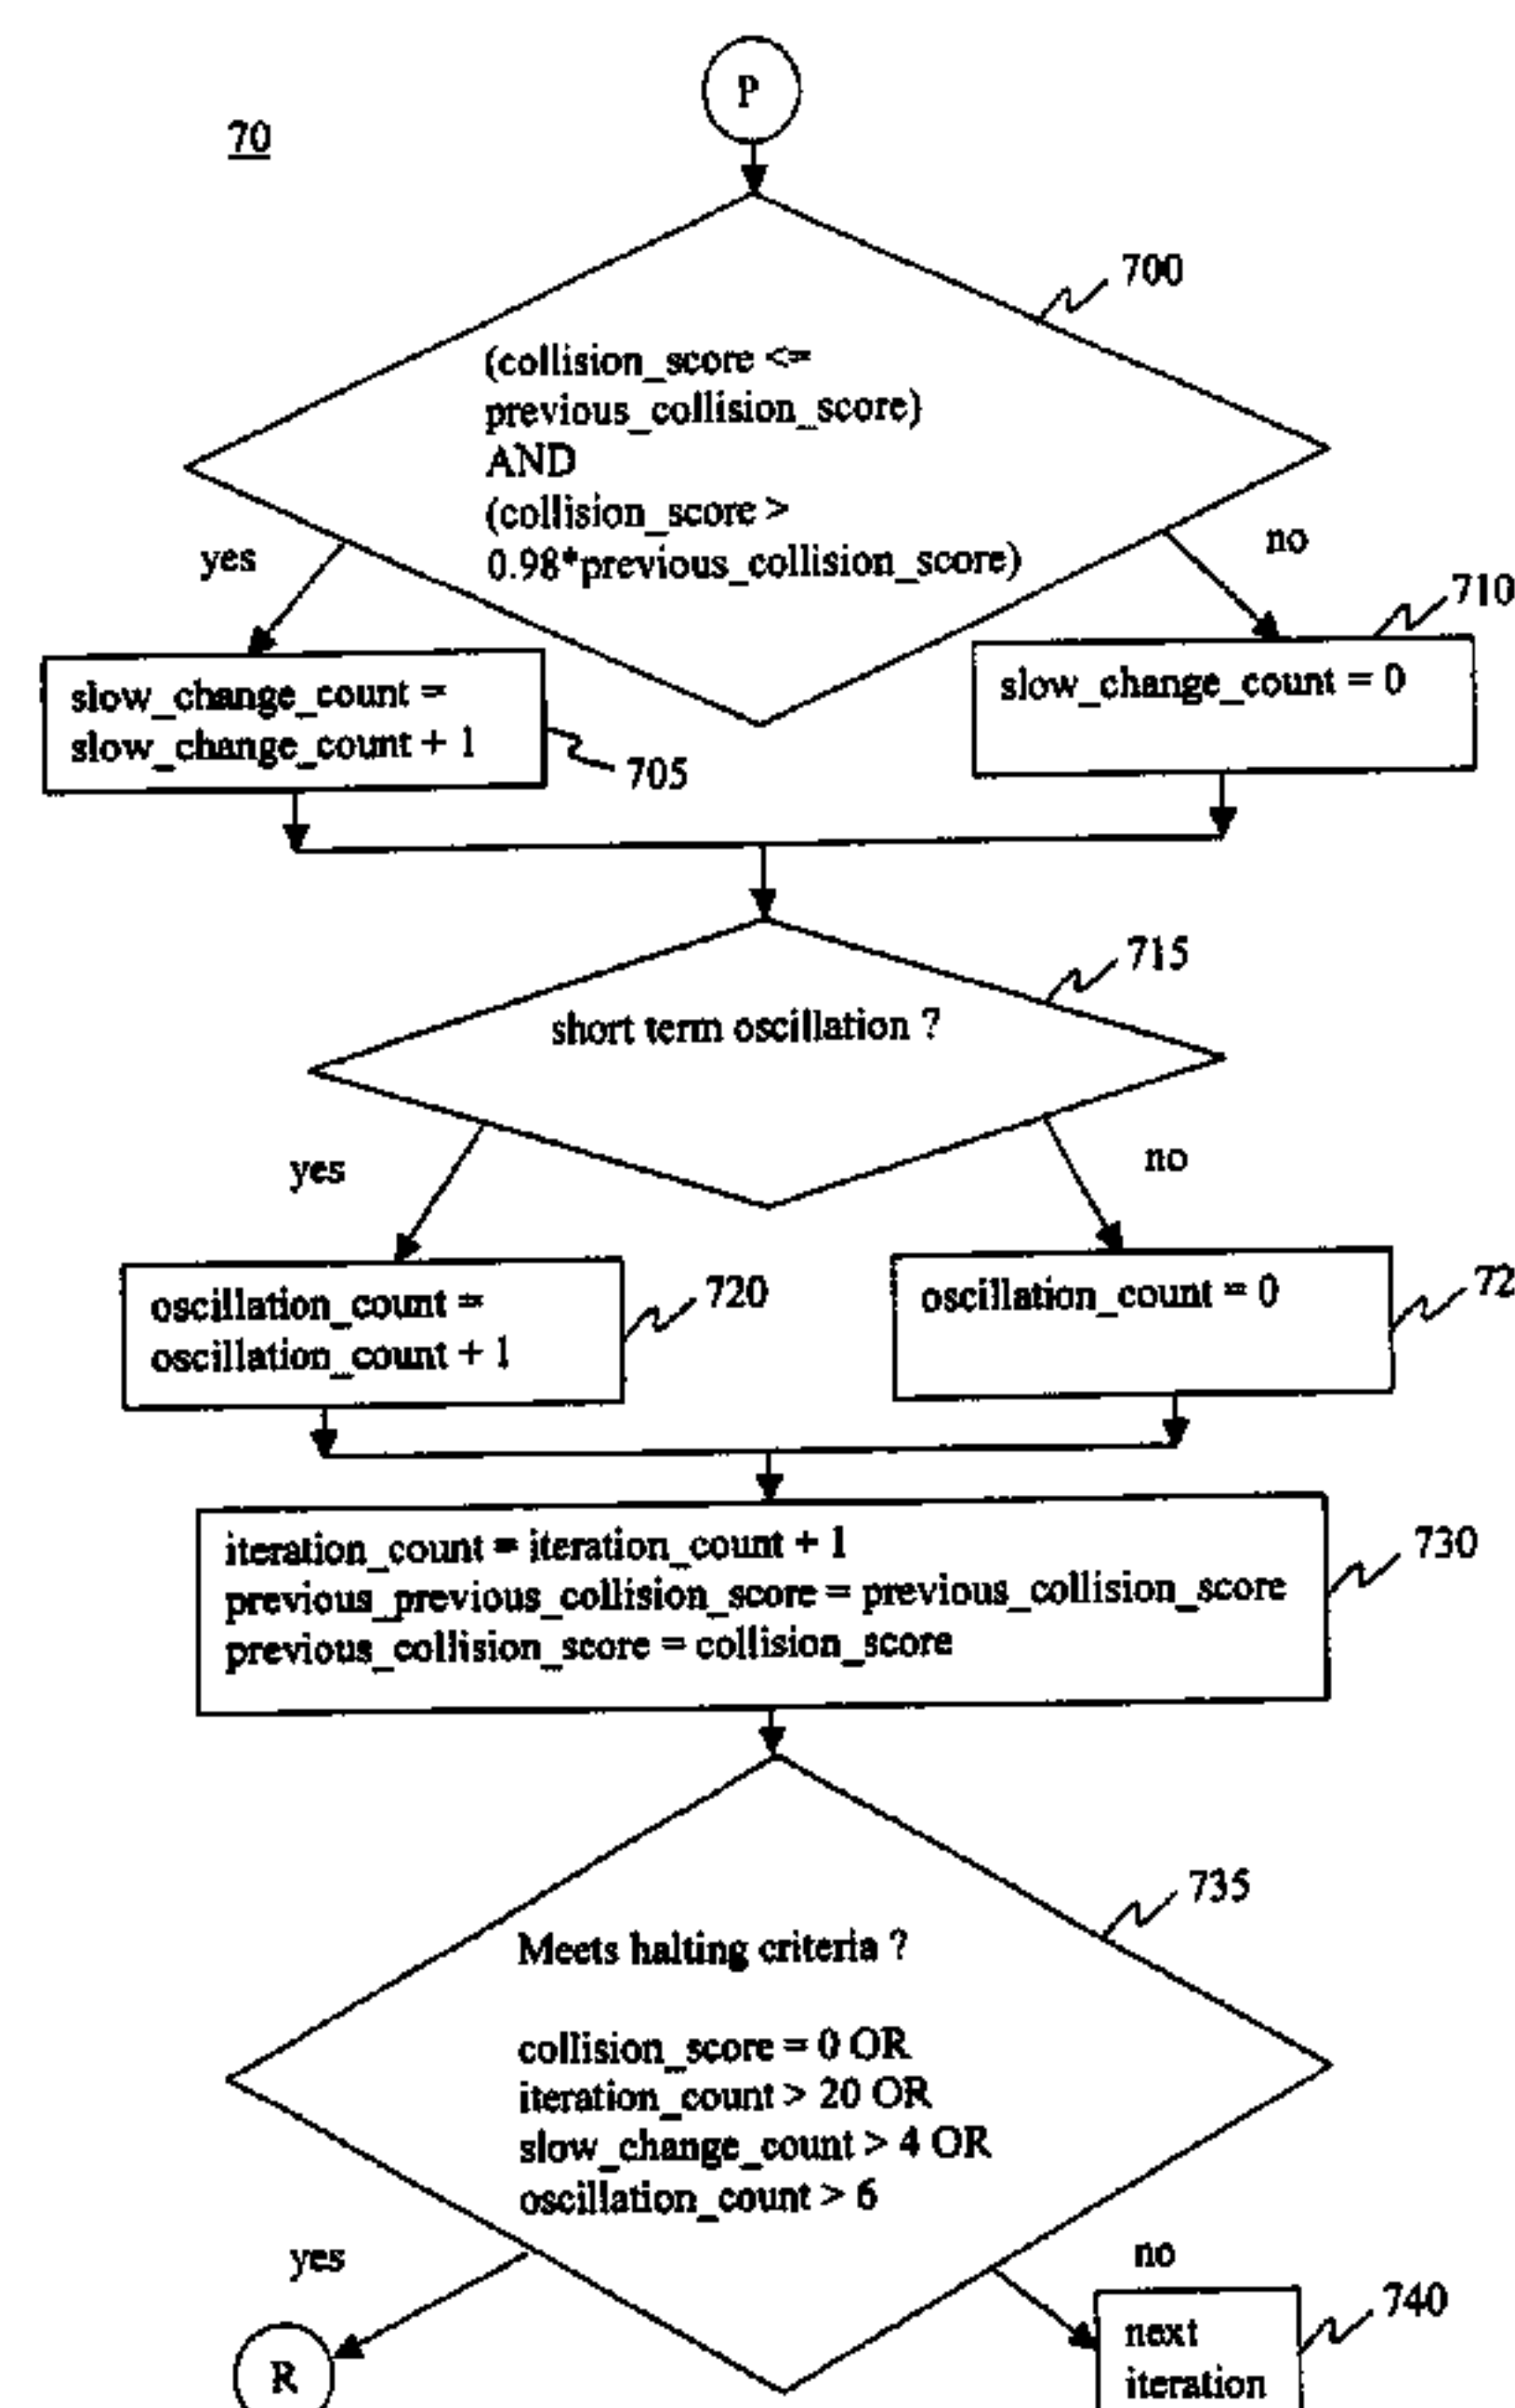 P
70
700
(collision_score <=
previous_collision_score)
AND
(collision_score >
0.98*previous_collision_score)
yes
no
710
slow_change_count =
slow_change_count + 1
slow_change_count = 0
705
715
short term oscillation ?
yes
no
720
72
oscillation_count =
oscillation_count + 1
oscillation_count = 0
730
iteration_count = iteration_count + 1
previous_previous_collision_score = previous_collision_score
previous_collision_score = collision_score
735
Meets halting criteria ?
collision_score = 0 OR
iteration_count > 20 OR
slow_change_count > 4 OR
oscillation_count > 6
yes
no
740
R
next
iteration